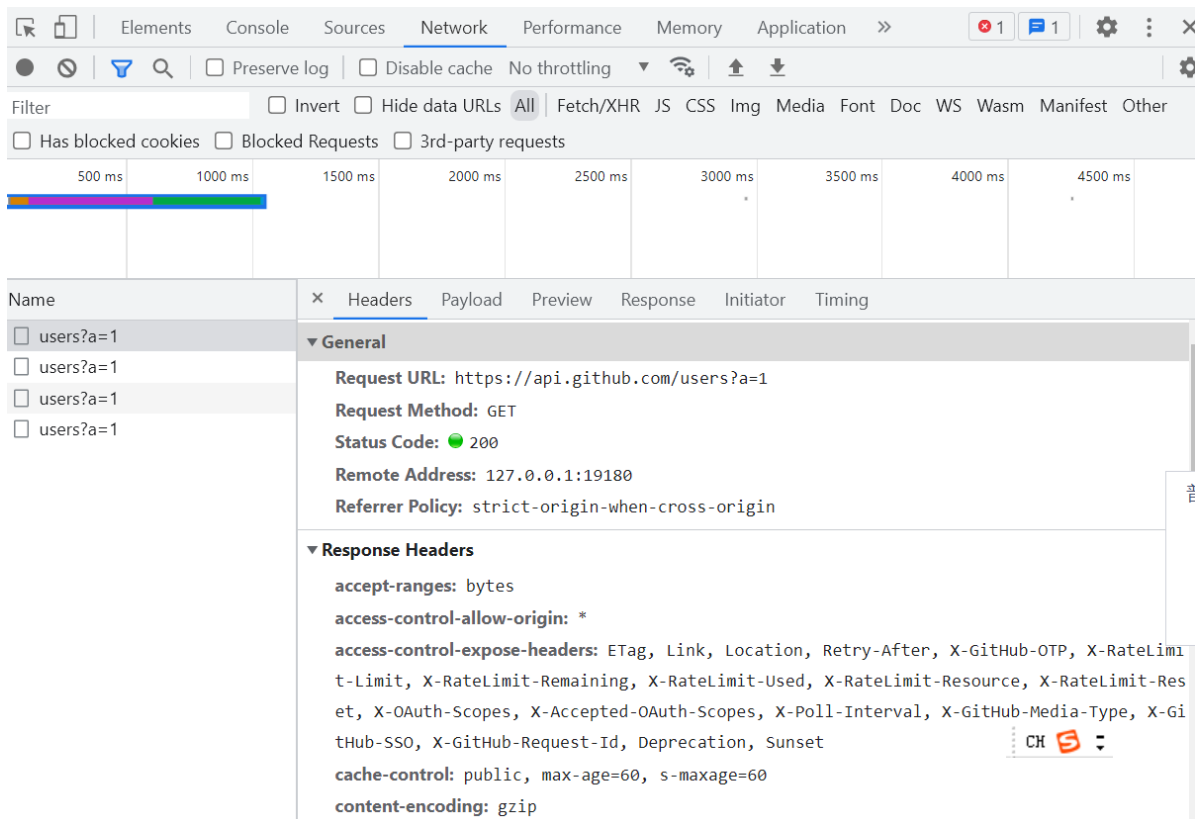 Elements Console Sources Network Performance Memory Application 1 1
Preserve log Disable cache No throttling
Filter Invert Hide data URLs All Fetch/XHR JS CSS Img Media Font Doc WS Wasm Manifest Other
Has blocked cookies Blocked Requests 3rd-party requests
500 ms 1000 ms 1500 ms 2000 ms 2500 ms 3000 ms 3500 ms 4000 ms 4500 ms
Name Headers Payload Preview Response Initiator Timing
users?a=1
users?a=1
users?a=1
users?a=1
General
Request URL: https://api.github.com/users?a=1
Request Method: GET
Status Code: 200
Remote Address: 127.0.0.1:19180
Referrer Policy: strict-origin-when-cross-origin
Response Headers
accept-ranges: bytes
access-control-allow-origin: *
access-control-expose-headers: ETag, Link, Location, Retry-After, X-GitHub-OTP, X-RateLimi
t-Limit, X-RateLimit-Remaining, X-RateLimit-Used, X-RateLimit-Resource, X-RateLimit-Res
et, X-OAuth-Scopes, X-Accepted-OAuth-Scopes, X-Poll-Interval, X-GitHub-Media-Type, X-Gi
tHub-SSO, X-GitHub-Request-Id, Deprecation, Sunset
CH S
cache-control: public, max-age=60, s-maxage=60
content-encoding: gzip